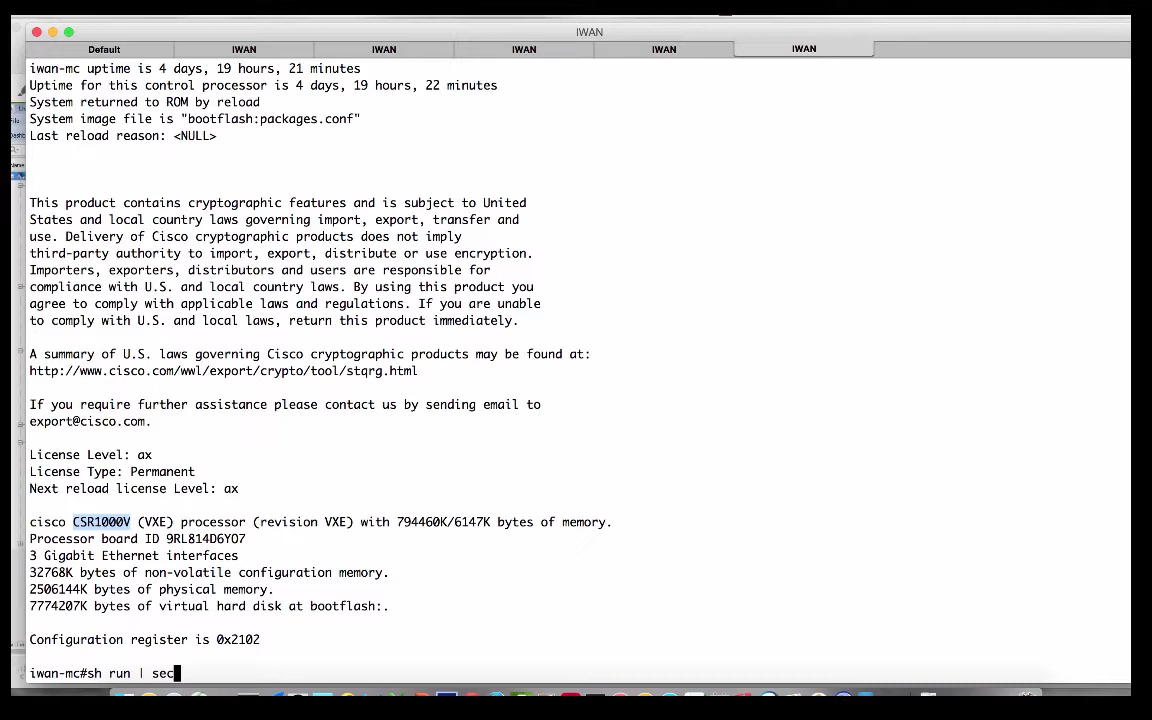 IWAN
Default IWAN IWAN IWAN IWAN IWAN
iwan-mc uptime is 4 days, 19 hours, 21 minutes
Uptime for this control processor is 4 days, 19 hours, 22 minutes
System returned to ROM by reload
System image file is "bootflash:packages.conf"
Last reload reason: <NULL>
This product contains cryptographic features and is subject to United
States and local country laws governing import, export, transfer and
use. Delivery of Cisco cryptographic products does not imply
third-party authority to import, export, distribute or use encryption.
Importers, exporters, distributors and users are responsible for
compliance with U.S. and local country laws. By using this product you
agree to comply with applicable laws and regulations. If you are unable
to comply with U.S. and local laws, return this product immediately.
A summary of U.S. laws governing Cisco cryptographic products may be found at:
http://www.cisco.com/wwl/export/crypto/tool/stqrg.html
If you require further assistance please contact us by sending email to
export@cisco.com.
License Level: ax
License Type: Permanent
Next reload license Level: ax
cisco CSR1000V (VXE) processor (revision VXE) with 794460K/6147K bytes of memory.
Processor board ID 9RL814D6YO7
3 Gigabit Ethernet interfaces
32768K bytes of non-volatile configuration memory.
2506144K bytes of physical memory.
7774207K bytes of virtual hard disk at bootflash:.
Configuration register is 0x2102
iwan-mc#sh run | sec